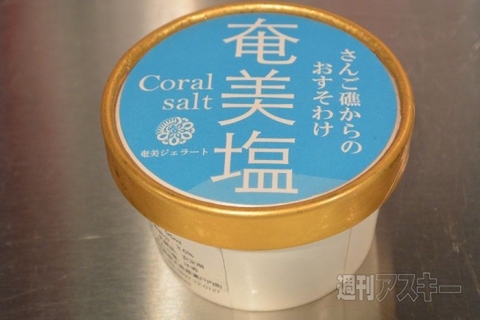 さんご礁からの
おすそわけ
奄美塩
Coral
salt
奄美ジェラート
週刊アスキー